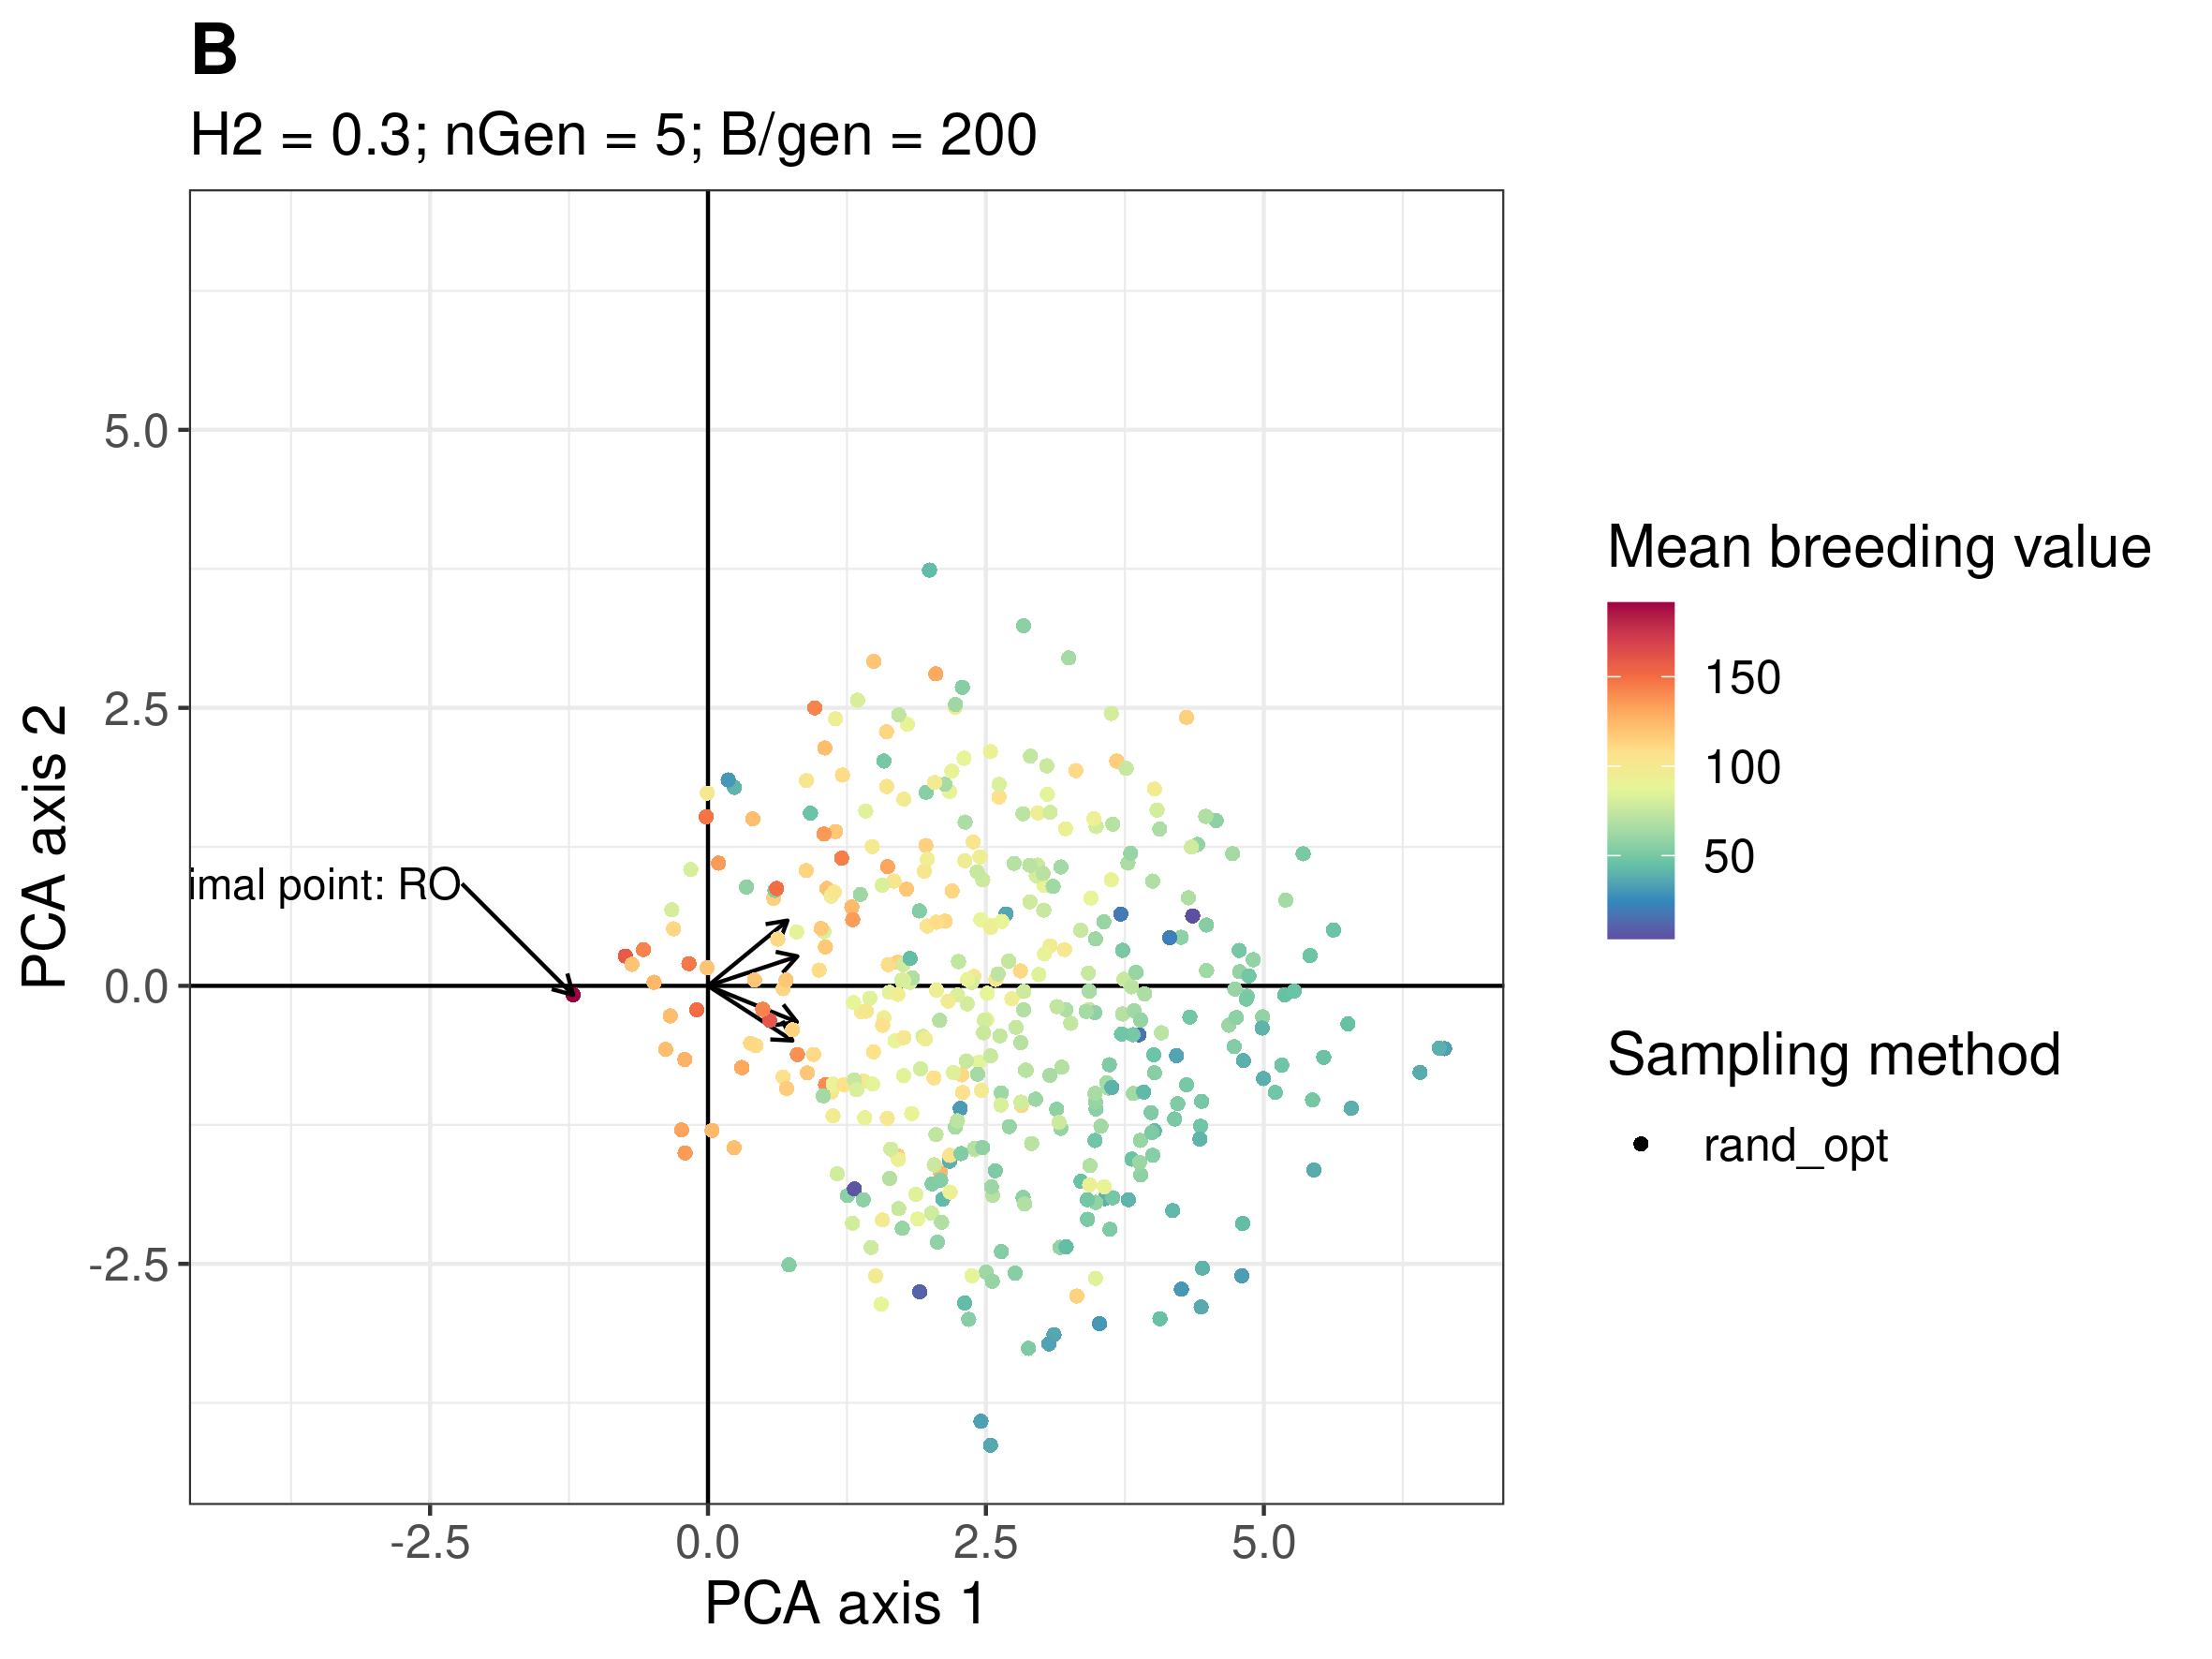 B
H2 = 0.3; nGen = 5; B/gen = 200
PCA axis 2
5.0
2.5
0.0
-2.5
imal point: RO
-2.5
0.0
2.5
5.0
PCA axis 1
Mean breeding value
150
100
50
Sampling method
rand_opt